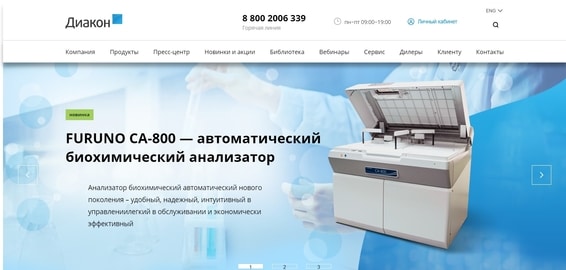 ENG
Диакон
8 800 2006 339
Горячая линия
пн–пт 09:00–19:00
Личный кабинет
Компания Продукты Пресс-центр Новинки и акции Библиотека Вебинары Сервис Дилеры Клиенту Контакты
новинка
FURUNO CA-800 — автоматический
биохимический анализатор
Анализатор биохимический автоматический нового
поколения – удобный, надежный, интуитивный в
управлениилегкий в обслуживании и экономически
эффективный
1 2 3